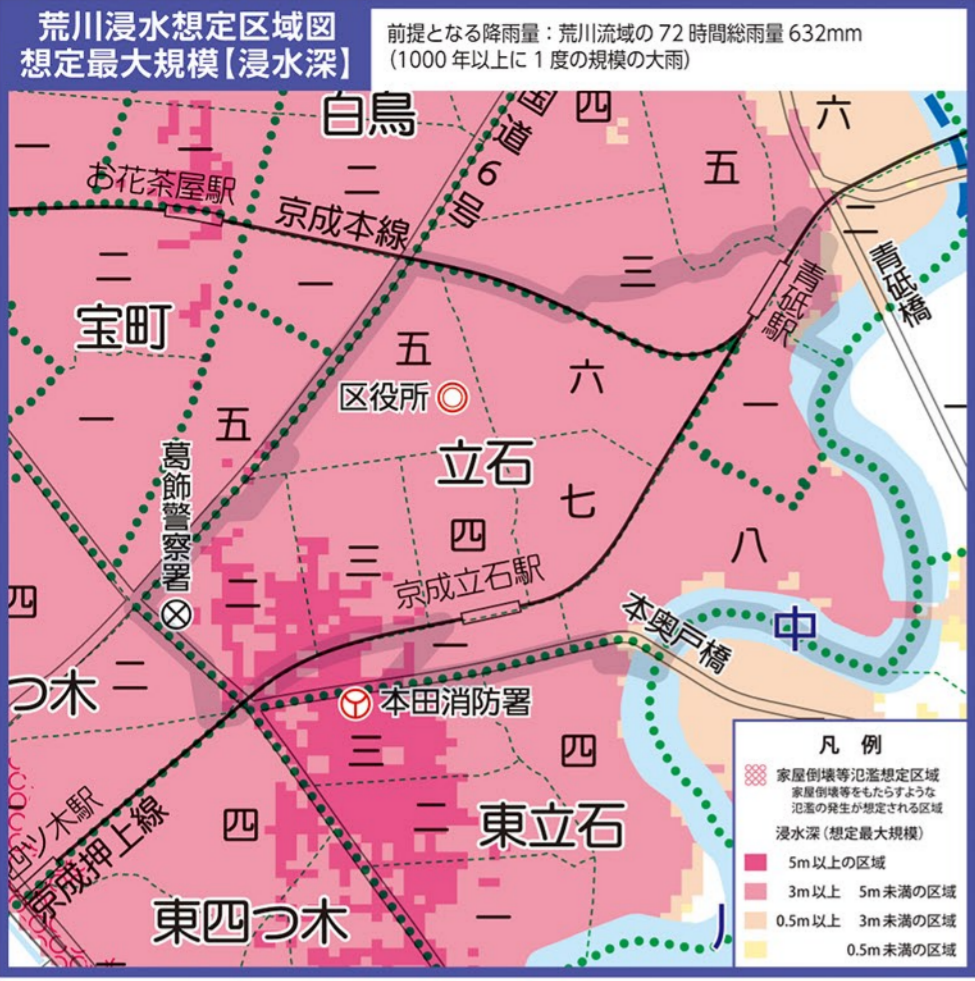 荒川浸水想定区域図
想定最大規模【浸水深】
前提となる降雨量：荒川流域の72時間総雨量632mm
（1000年以上に1度の規模の大雨）
白鳥
国道6号
四
六
一
一
二
五
お花茶屋駅
京成本線
二
青砥橋
二
一
三
青砥駅
宝町
五
六
区役所
一
五
一
一
立石
葛飾警察署
七
四
三
八
二
四
京成立石駅
本奥戸橋
中
一
二
つ木
本田消防署
三
四
四
二
東立石
四ツ木駅
京成押上線
東四つ木
一
川
凡例
家屋倒壊等氾濫想定区域
家屋倒壊等をもたらすような
氾濫の発生が想定される区域
浸水深（想定最大規模）
5m以上の区域
3m以上 5m未満の区域
0.5m以上 3m未満の区域
0.5m未満の区域